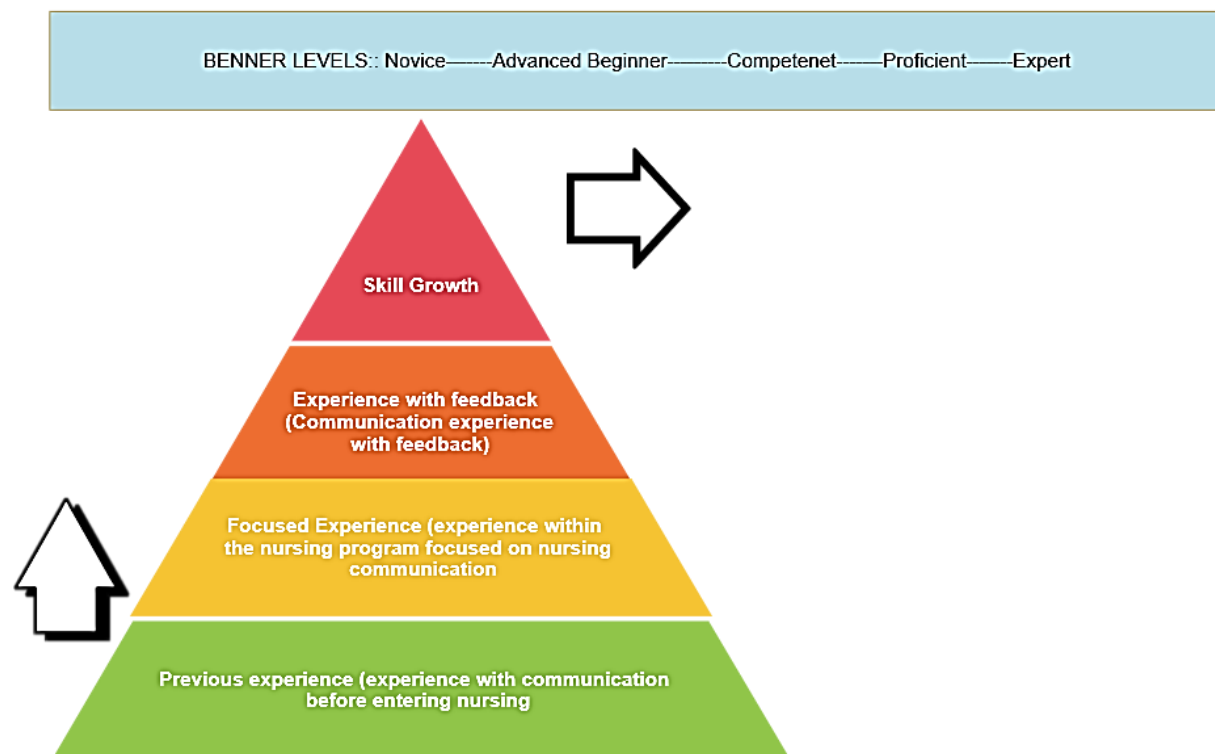 BENNER LEVELS:: Novice-------Advanced Beginner---------Competenet-------Proficient-------Expert
Skill Growth
Experience with feedback
(Communication experience
with feedback)
Focused Experience (experience within
the nursing program focused on nursing
communication
Previous experience (experience with communication
before entering nursing